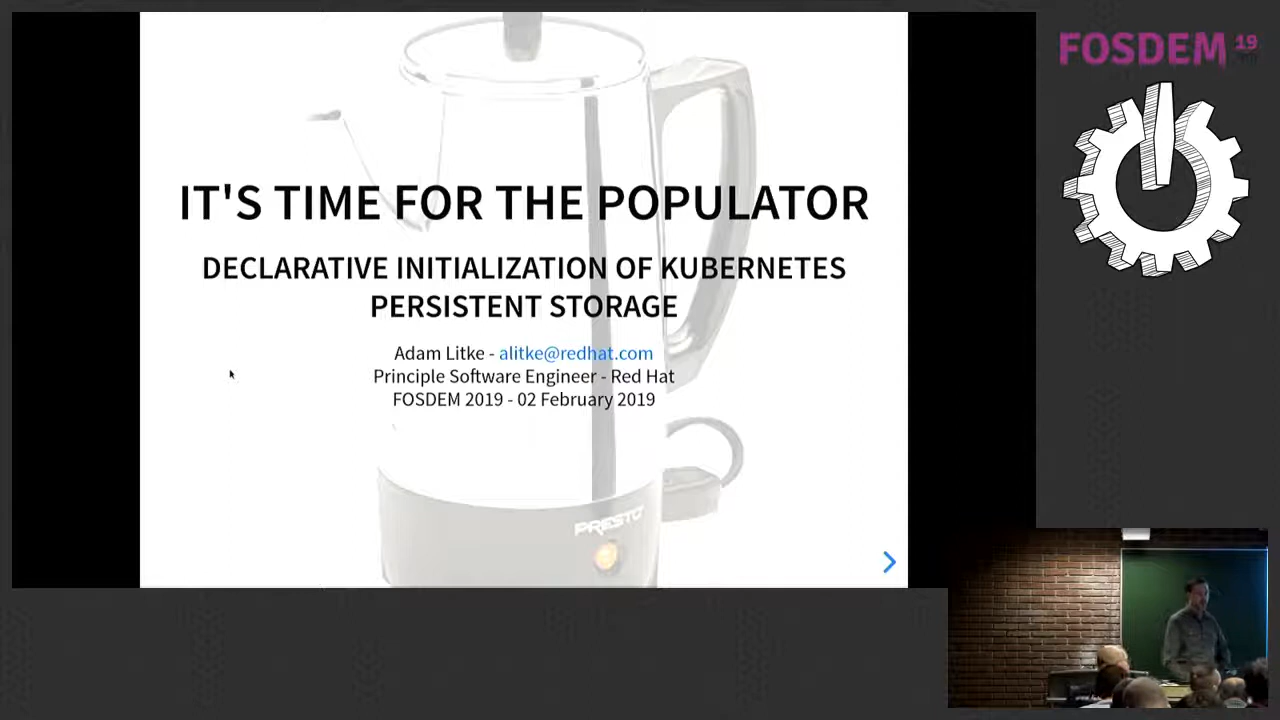 FOSDEM 19
IT'S TIME FOR THE POPULATOR
DECLARATIVE INITIALIZATION OF KUBERNETES
PERSISTENT STORAGE
Adam Litke - alitke@redhat.com
Principle Software Engineer - Red Hat
FOSDEM 2019 - 02 February 2019
PRESTO